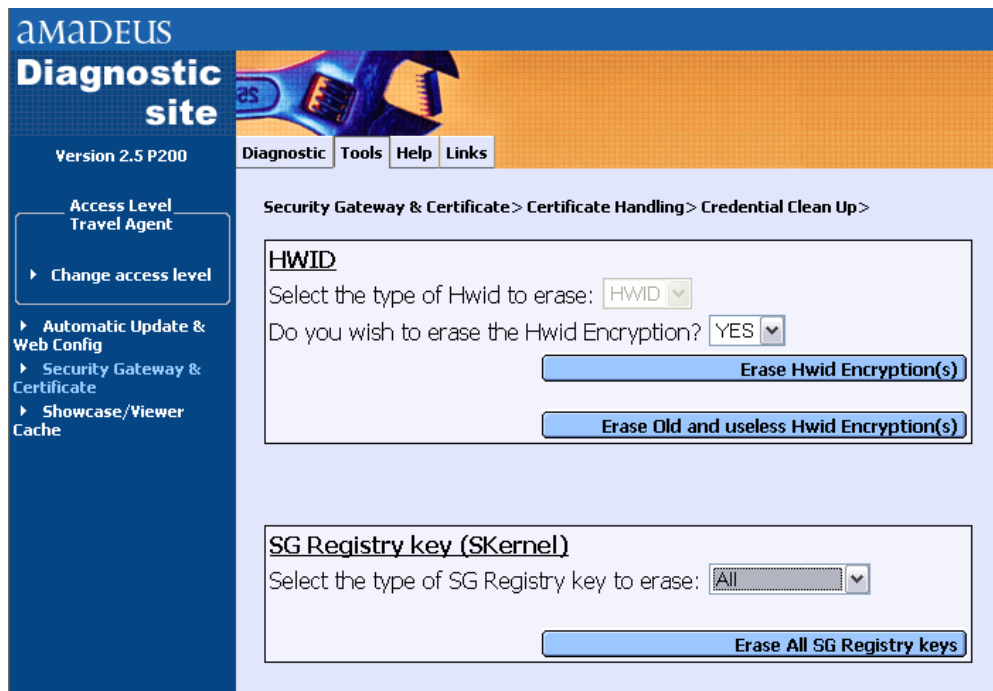 aMaDEUS
Diagnostic
site
Version 2.5 P200
Diagnostic Tools Help Links
Access Level
Travel Agent
Change access level
Automatic Update &
Web Config
Security Gateway &
Certificate
Showcase/Viewer
Cache
Security Gateway & Certificate> Certificate Handling> Credential Clean Up>
HWID
Select the type of Hwid to erase: HWID
Do you wish to erase the Hwid Encryption? YES
Erase Hwid Encryption(s)
Erase Old and useless Hwid Encryption(s)
SG Registry key (SKernel)
Select the type of SG Registry key to erase: All
Erase All SG Registry keys